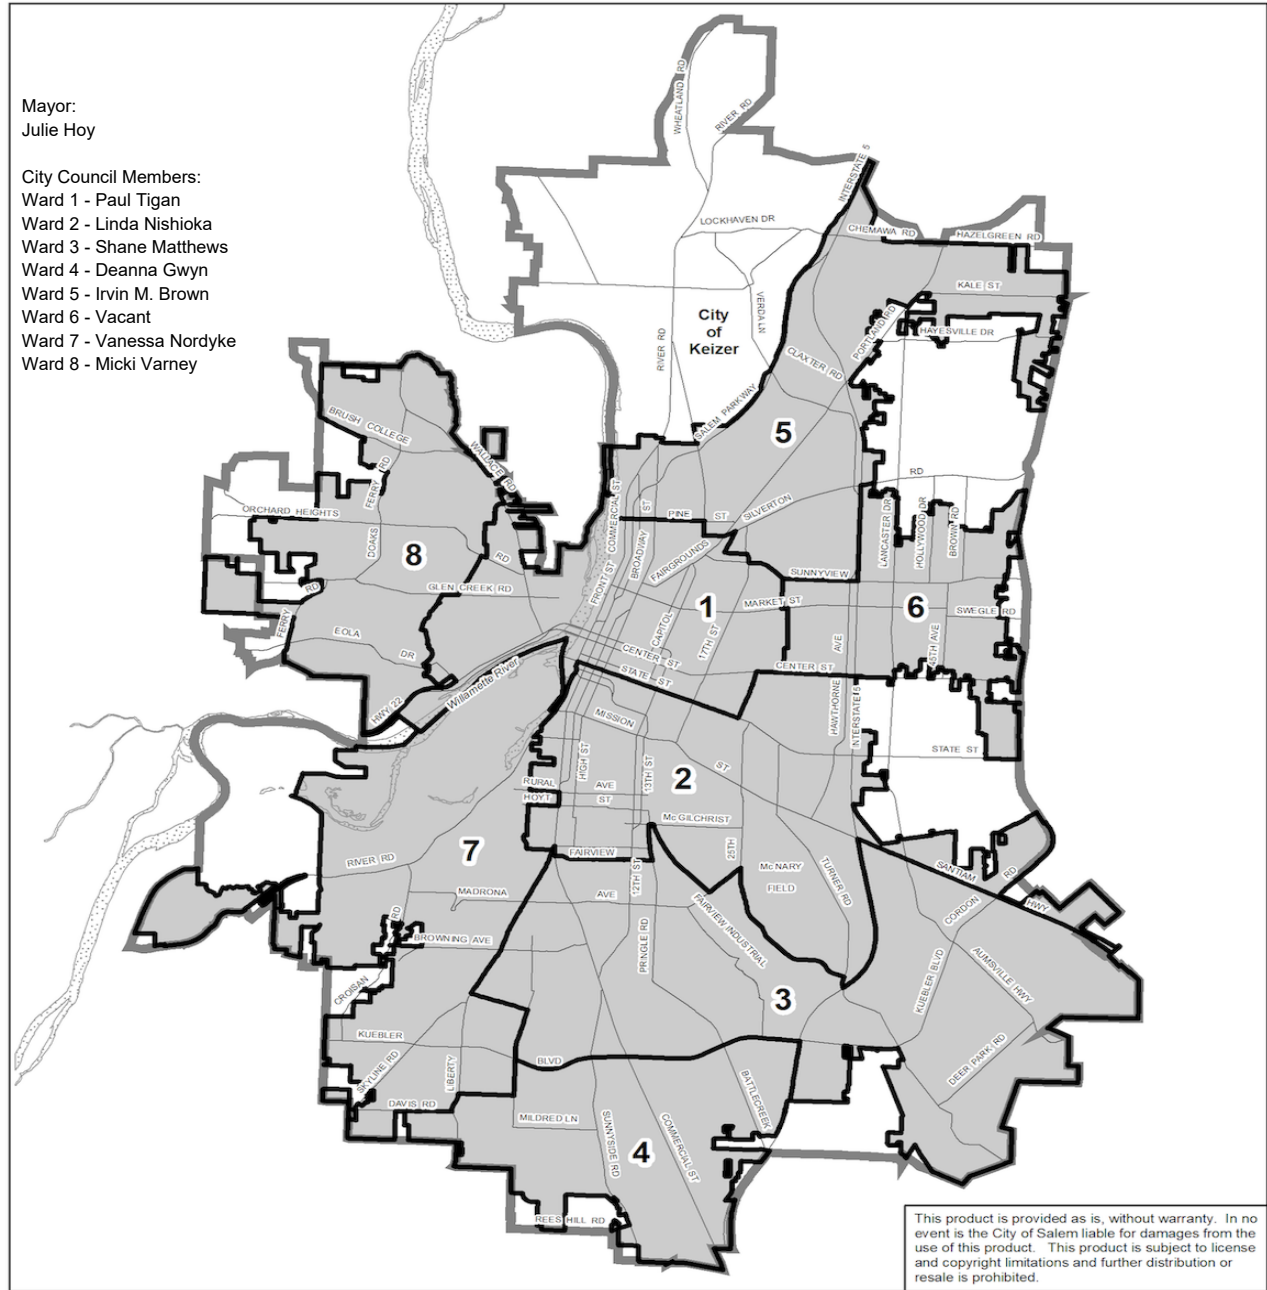 Mayor:
Julie Hoy
City Council Members:
Ward 1 - Paul Tigan
Ward 2 - Linda Nishioka
Ward 3 - Shane Matthews
Ward 4 - Deanna Gwyn
Ward 5 - Irvin M. Brown
Ward 6 - Vacant
Ward 7 - Vanessa Nordyke
Ward 8 - Micki Varney
WHEATLAND RD
RIVER RD
INTERSTATE 5
LOCKHAVEN DR
CHEMAWA RD
HAZELGREEN RD
KALE ST
VERDA LN
City
of
Keizer
RIVER RD
PORTLAND RD
HAYESVILLE DR
CLAXTER RD
SALEM PARKWAY
5
BRUSH COLLEGE
RD
WALLACE RD
FERRY
RD
ORCHARD HEIGHTS
RD
DOAKS
8
GLEN CREEK RD
RD
FERRY
EOLA
DR
HWY 22
Willamette River
COMMERCIAL ST
ST
BROADWAY
FRONT ST
PINE
ST
SILVERTON
FAIRGROUNDS
SUNNYVIEW
LANCASTER DR
HOLLYWOOD DR
BROWN RD
1
MARKET ST
6
SWEGLE RD
CAPITOL
17TH ST
AVE
45TH AVE
CENTER ST
STATE ST
CENTER ST
HAWTHORNE
INTERSTATE 5
STATE ST
MISSION
ST
HIGH ST
13TH ST
2
RURAL
AVE
HOYT
ST
McGILCHRIST
25TH
McNARY
FIELD
TURNER RD
FAIRVIEW
12TH ST
7
RIVER RD
MADRONA
AVE
RD
BROWNING AVE
CROISAN
PRINGLE RD
FAIRVIEW INDUSTRIAL
3
SANTIAM
HWY
CORDON
RD
KUEBLER BLVD
AUMSVILLE HWY
DEER PARK RD
KUEBLER
BLVD
SKYLINE RD
LIBERTY
DAVIS RD
MILDRED LN
SUNNYSIDE RD
COMMERCIAL ST
BATTLECREEK
4
REES HILL RD
This product is provided as is, without warranty. In no
event is the City of Salem liable for damages from the
use of this product. This product is subject to license
and copyright limitations and further distribution or
resale is prohibited.